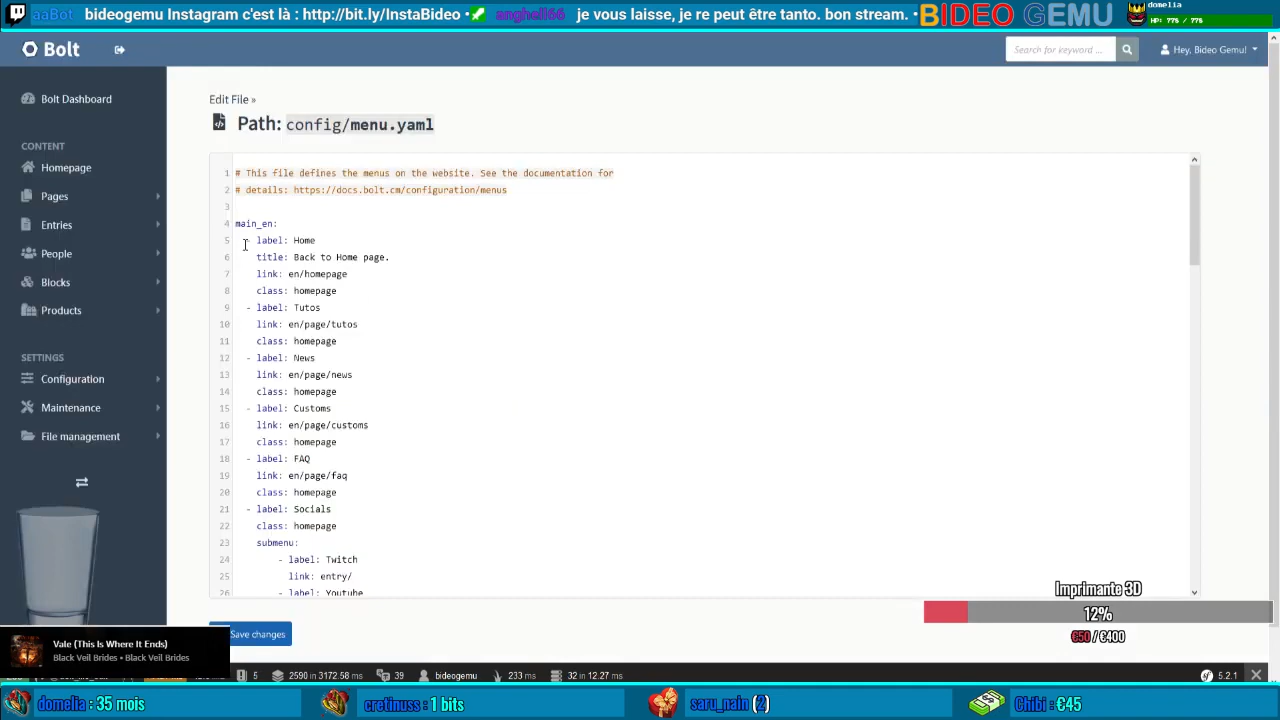 aaBot bideogemu Instagram c'est là : http://bit.ly/InstaBideo anghell66 je vous laisse, je re peut être tanto. bon stream. •
BIDEO GEMU
domelia
HP: 776 / 776
Bolt
Search for keyword ...
Hey, Bideo Gemu!
Bolt Dashboard
CONTENT
Homepage
Pages
Entries
People
Blocks
Products
SETTINGS
Configuration
Maintenance
File management
Edit File »
Path: config/menu.yaml
1 # This file defines the menus on the website. See the documentation for
2 # details: https://docs.bolt.cm/configuration/menus
3
4 main_en:
5 - label: Home
6 title: Back to Home page.
7 link: en/homepage
8 class: homepage
9 - label: Tutos
10 link: en/page/tutos
11 class: homepage
12 - label: News
13 link: en/page/news
14 class: homepage
15 - label: Customs
16 link: en/page/customs
17 class: homepage
18 - label: FAQ
19 link: en/page/faq
20 class: homepage
21 - label: Socials
22 class: homepage
23 submenu:
24 - label: Twitch
25 link: entry/
26 - label: Youtube
Save changes
Imprimante 3D
12%
€50 / €400
Vale (This Is Where It Ends)
Black Veil Brides • Black Veil Brides
5
2590 in 3172.58 ms
39
bideogemu
233 ms
32 in 12.27 ms
5.2.1
domelia : 35 mois
cretinuss : 1 bits
saru_nain (2)
Chibi : €45